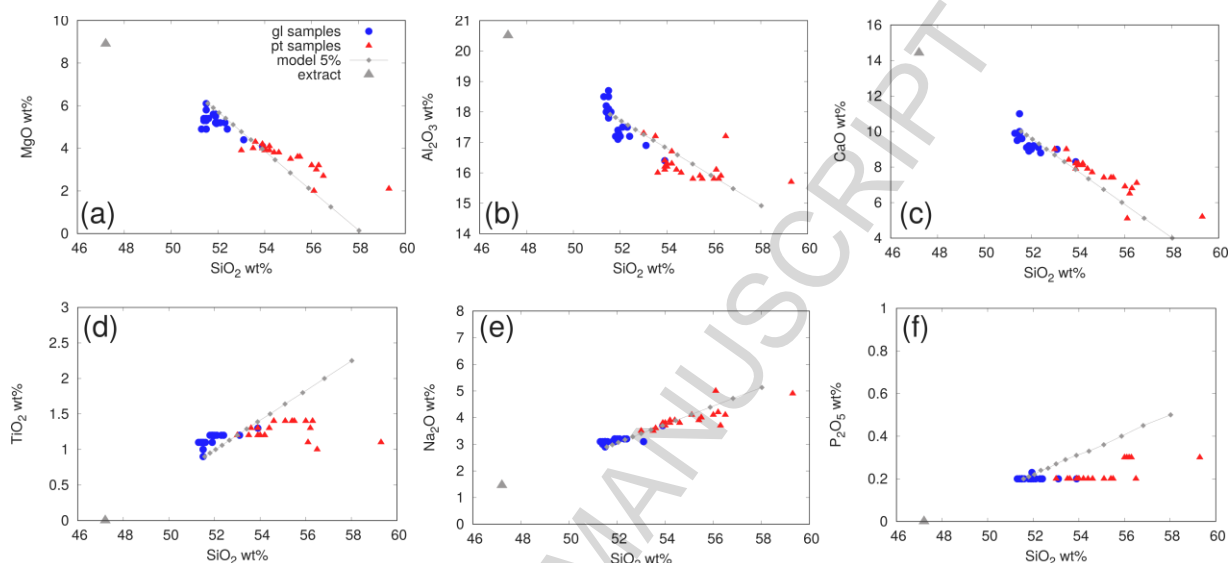 16
14
12
10
8
6
4
2
0
MgO wt%
46 48 50 52 54 56 58 60
SiO2 wt%
(a)
gl samples
pt samples
model 5%
extract
21
20
19
18
17
16
15
14
Al2O3 wt%
46 48 50 52 54 56 58 60
SiO2 wt%
(b)
16
14
12
10
8
6
4
CaO wt%
46 48 50 52 54 56 58 60
SiO2 wt%
(c)
3
2.5
2
1.5
1
0.5
0
TiO2 wt%
46 48 50 52 54 56 58 60
SiO2 wt%
(d)
8
7
6
5
4
3
2
1
0
Na2O wt%
46 48 50 52 54 56 58 60
SiO2 wt%
(e)
1
0.8
0.6
0.4
0.2
0
P2O5 wt%
46 48 50 52 54 56 58 60
SiO2 wt%
(f)
MANUSCRIPT